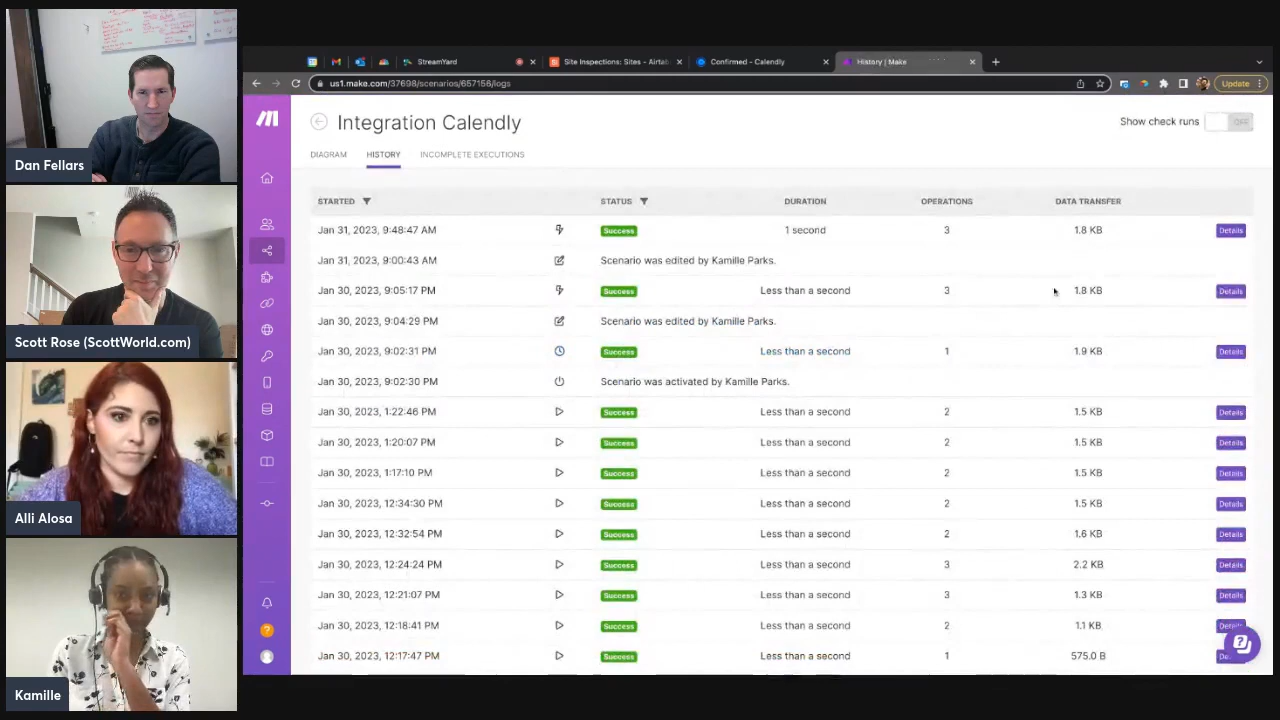 StreamYard
Site Inspections: Sites - Airtab
Confirmed - Calendly
History | Make
us1.make.com/37698/scenarios/657156/logs
Update
Integration Calendly
Show check runs
OFF
DIAGRAM
HISTORY
INCOMPLETE EXECUTIONS
STARTED STATUS DURATION OPERATIONS DATA TRANSFER
Jan 31, 2023, 9:48:47 AM Success 1 second 3 1.8 KB Details
Jan 31, 2023, 9:00:43 AM Scenario was edited by Kamille Parks.
Jan 30, 2023, 9:05:17 PM Success Less than a second 3 1.8 KB Details
Jan 30, 2023, 9:04:29 PM Scenario was edited by Kamille Parks.
Jan 30, 2023, 9:02:31 PM Success Less than a second 1 1.9 KB Details
Jan 30, 2023, 9:02:30 PM Scenario was activated by Kamille Parks.
Jan 30, 2023, 1:22:46 PM Success Less than a second 2 1.5 KB Details
Jan 30, 2023, 1:20:07 PM Success Less than a second 2 1.5 KB Details
Jan 30, 2023, 1:17:10 PM Success Less than a second 2 1.5 KB Details
Jan 30, 2023, 12:34:30 PM Success Less than a second 2 1.5 KB Details
Jan 30, 2023, 12:32:54 PM Success Less than a second 2 1.6 KB Details
Jan 30, 2023, 12:24:24 PM Success Less than a second 3 2.2 KB Details
Jan 30, 2023, 12:21:07 PM Success Less than a second 3 1.3 KB Details
Jan 30, 2023, 12:18:41 PM Success Less than a second 2 1.1 KB Details
Jan 30, 2023, 12:17:47 PM Success Less than a second 1 575.0 B De
Dan Fellars
Scott Rose (ScottWorld.com)
Alli Alosa
Kamille